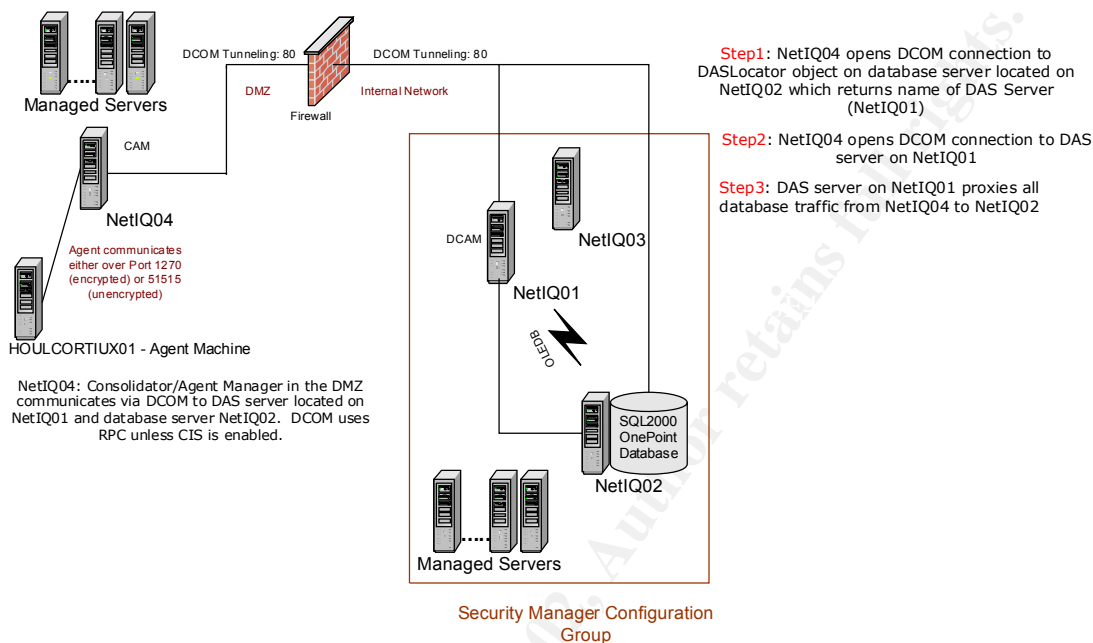 DCOM Tunneling: 80
DCOM Tunneling: 80
DMZ
Internal Network
Firewall
Managed Servers
CAM
NetIQ04
Agent communicates
either over Port 1270
(encrypted) or 51515
(unencrypted)
HOULCORTIUX01 - Agent Machine
NetIQ04: Consolidator/Agent Manager in the DMZ
communicates via DCOM to DAS server located on
NetIQ01 and database server NetIQ02. DCOM uses
RPC unless CIS is enabled.
Step1: NetIQ04 opens DCOM connection to
DASLocator object on database server located on
NetIQ02 which returns name of DAS Server
(NetIQ01)
Step2: NetIQ04 opens DCOM connection to DAS
server on NetIQ01
Step3: DAS server on NetIQ01 proxies all
database traffic from NetIQ04 to NetIQ02
NetIQ03
DCAM
NetIQ01
OLEDB
SQL2000
OnePoint
Database
NetIQ02
Managed Servers
Security Manager Configuration
Group
02, Author retains full rights.